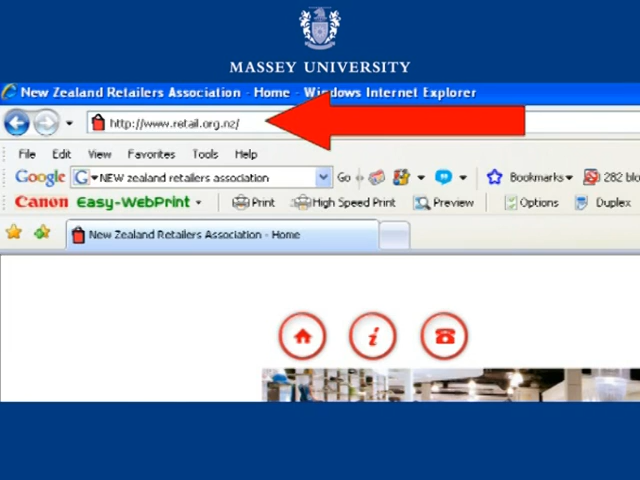 MASSEY UNIVERSITY
New Zealand Retailers Association - Home - Windows Internet Explorer
http://www.retail.org.nz/
File Edit View Favorites Tools Help
Google G NEW zealand retailers association Go Bookmarks 282 blo
Canon Easy-WebPrint Print High Speed Print Preview Options Duplex
New Zealand Retailers Association - Home
i